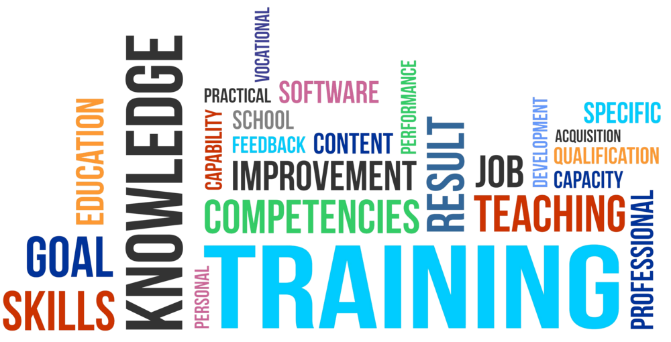 VOCATIONAL
PRACTICAL
SOFTWARE
SCHOOL
PERFORMANCE
EDUCATION
KNOWLEDGE
CAPABILITY
FEEDBACK
CONTENT
IMPROVEMENT
RESULT
JOB
DEVELOPMENT
SPECIFIC
ACQUISITION
QUALIFICATION
CAPACITY
COMPETENCIES
TEACHING
PROFESSIONAL
GOAL
SKILLS
PERSONAL
TRAINING